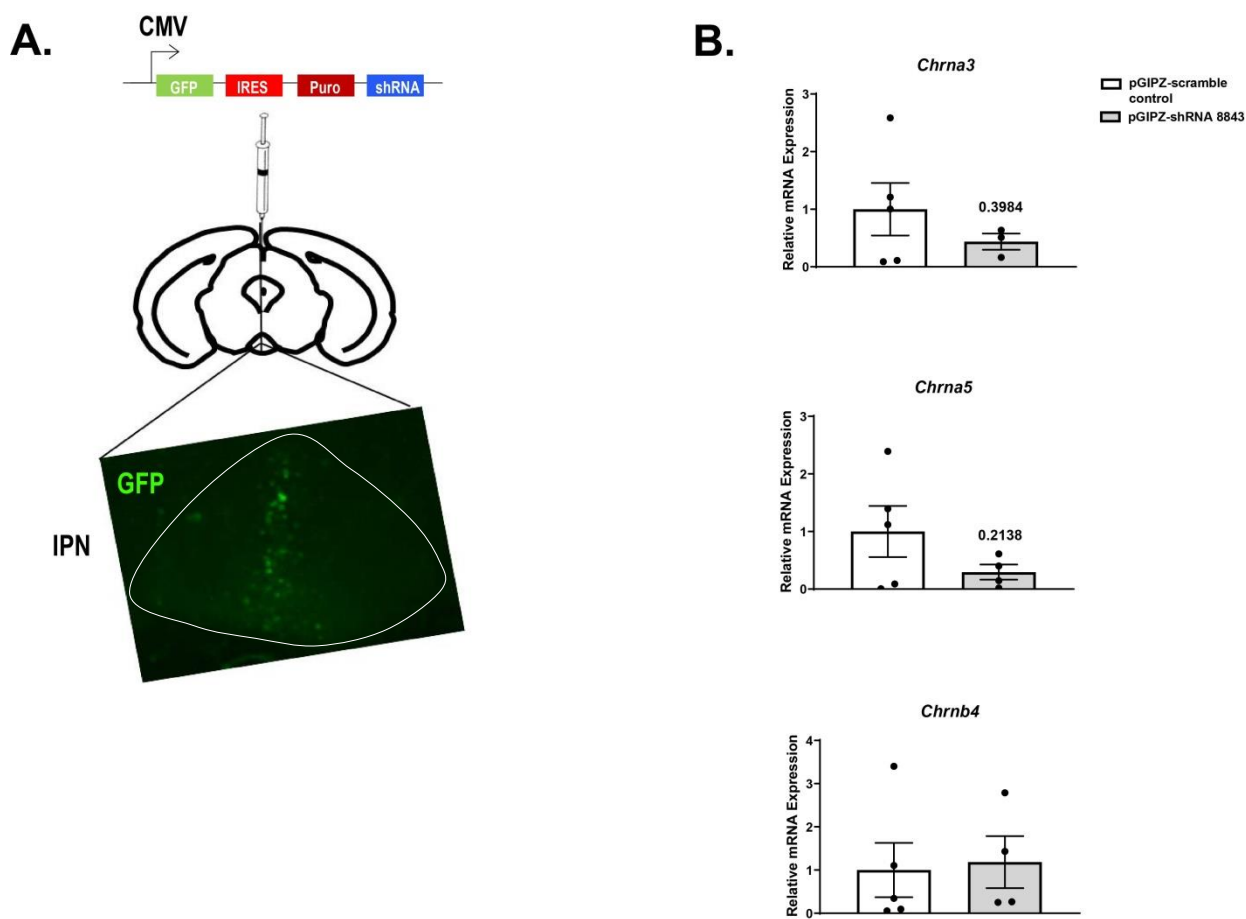 A.
CMV
GFP IRES Puro shRNA
GFP
IPN
B.
Chrna3
pGIPZ-scramble
control
pGIPZ-shRNA 8843
Relative mRNA Expression
3
2
1
0
0.3984
Chrna5
Relative mRNA Expression
3
2
1
0
0.2138
Chrnb4
Relative mRNA Expression
4
3
2
1
0